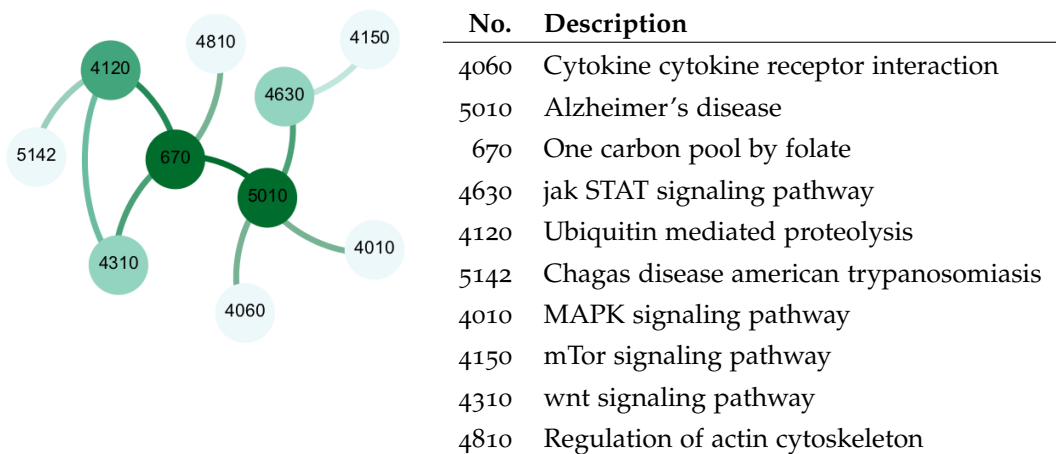 4810
4150
4120
4630
5142
670
5010
4310
4010
4060
No. Description
4060 Cytokine cytokine receptor interaction
5010 Alzheimer's disease
670 One carbon pool by folate
4630 jak STAT signaling pathway
4120 Ubiquitin mediated proteolysis
5142 Chagas disease american trypanosomiasis
4010 MAPK signaling pathway
4150 mTor signaling pathway
4310 wnt signaling pathway
4810 Regulation of actin cytoskeleton